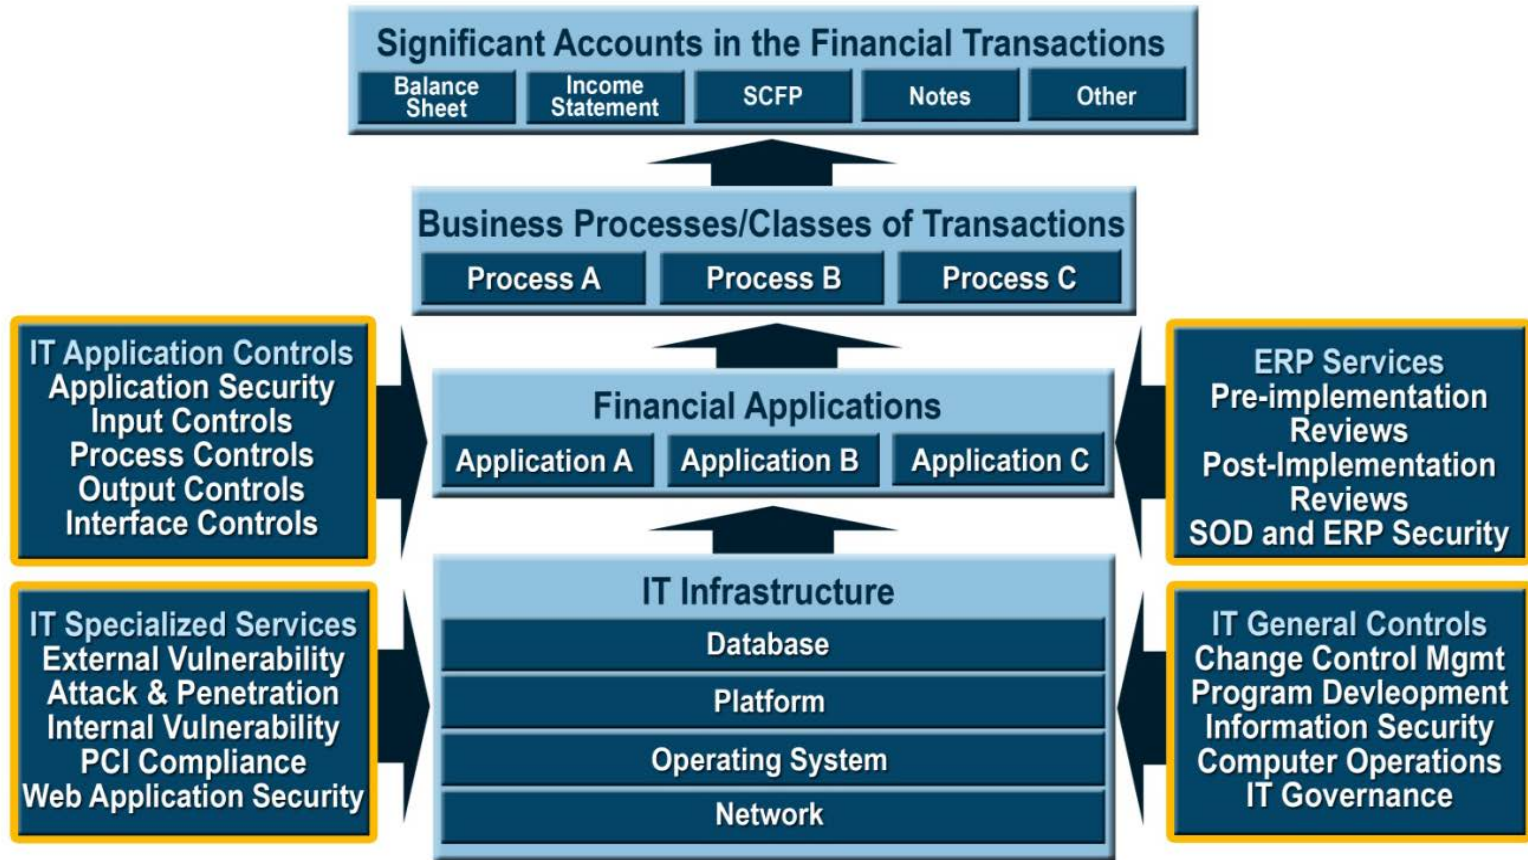 Significant Accounts in the Financial Transactions
Balance
Sheet
Income
Statement
SCFP
Notes
Other
Business Processes/Classes of Transactions
Process A
Process B
Process C
IT Application Controls
Application Security
Input Controls
Process Controls
Output Controls
Interface Controls
Financial Applications
Application A
Application B
Application C
ERP Services
Pre-implementation
Reviews
Post-Implementation
Reviews
SOD and ERP Security
IT Specialized Services
External Vulnerability
Attack & Penetration
Internal Vulnerability
PCI Compliance
Web Application Security
IT Infrastructure
Database
Platform
Operating System
Network
IT General Controls
Change Control Mgmt
Program Devleopment
Information Security
Computer Operations
IT Governance